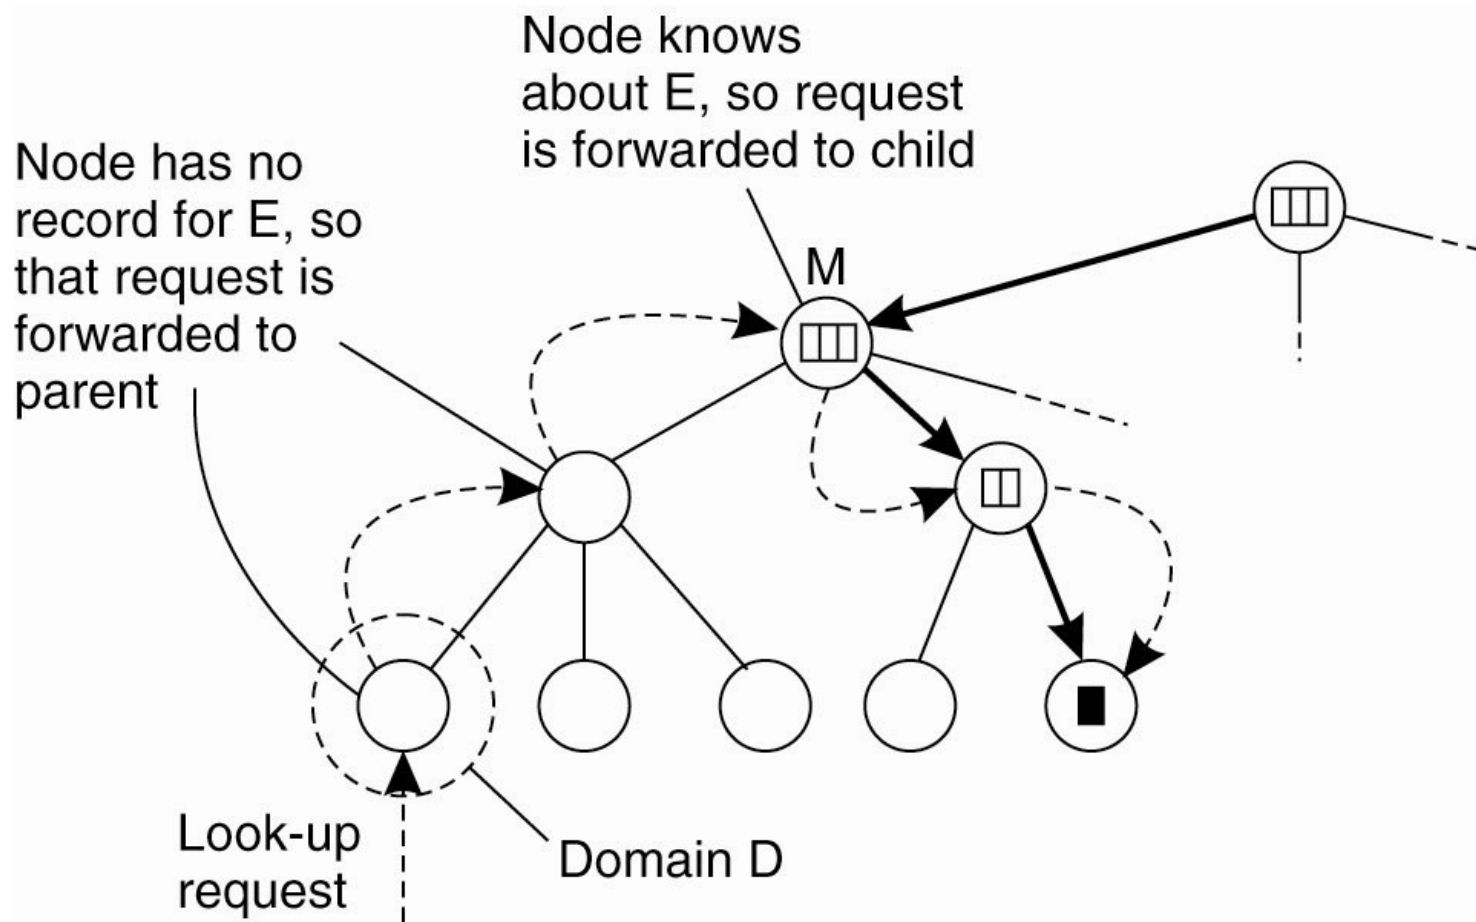 Node knows
about E, so request
is forwarded to child
Node has no
record for E, so
that request is
forwarded to
parent
M
Look-up
request
Domain D